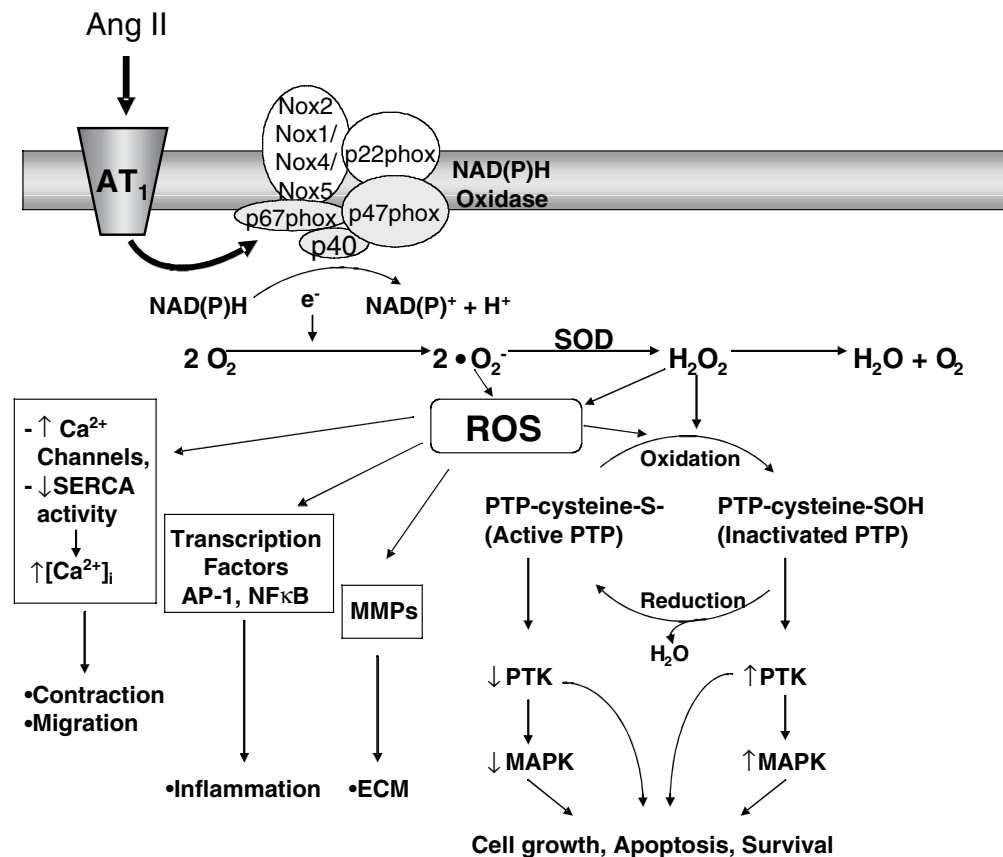 Ang II
AT₁
Nox2
Nox1/
Nox4/
Nox5
p22phox
p67phox
p47phox
p40
NAD(P)H
Oxidase
NAD(P)H
e⁻
NAD(P)⁺ + H⁺
2 O₂
2 •O₂⁻
SOD
H₂O₂
H₂O + O₂
ROS
- ↑ Ca²⁺
Channels,
- ↓SERCA
activity
↑[Ca²⁺]ᵢ
•Contraction
•Migration
Transcription
Factors
AP-1, NFκB
•Inflammation
MMPs
•ECM
Oxidation
PTP-cysteine-S-
(Active PTP)
PTP-cysteine-SOH
(Inactivated PTP)
Reduction
H₂O
↓PTK
↑PTK
↓MAPK
↑MAPK
Cell growth, Apoptosis, Survival